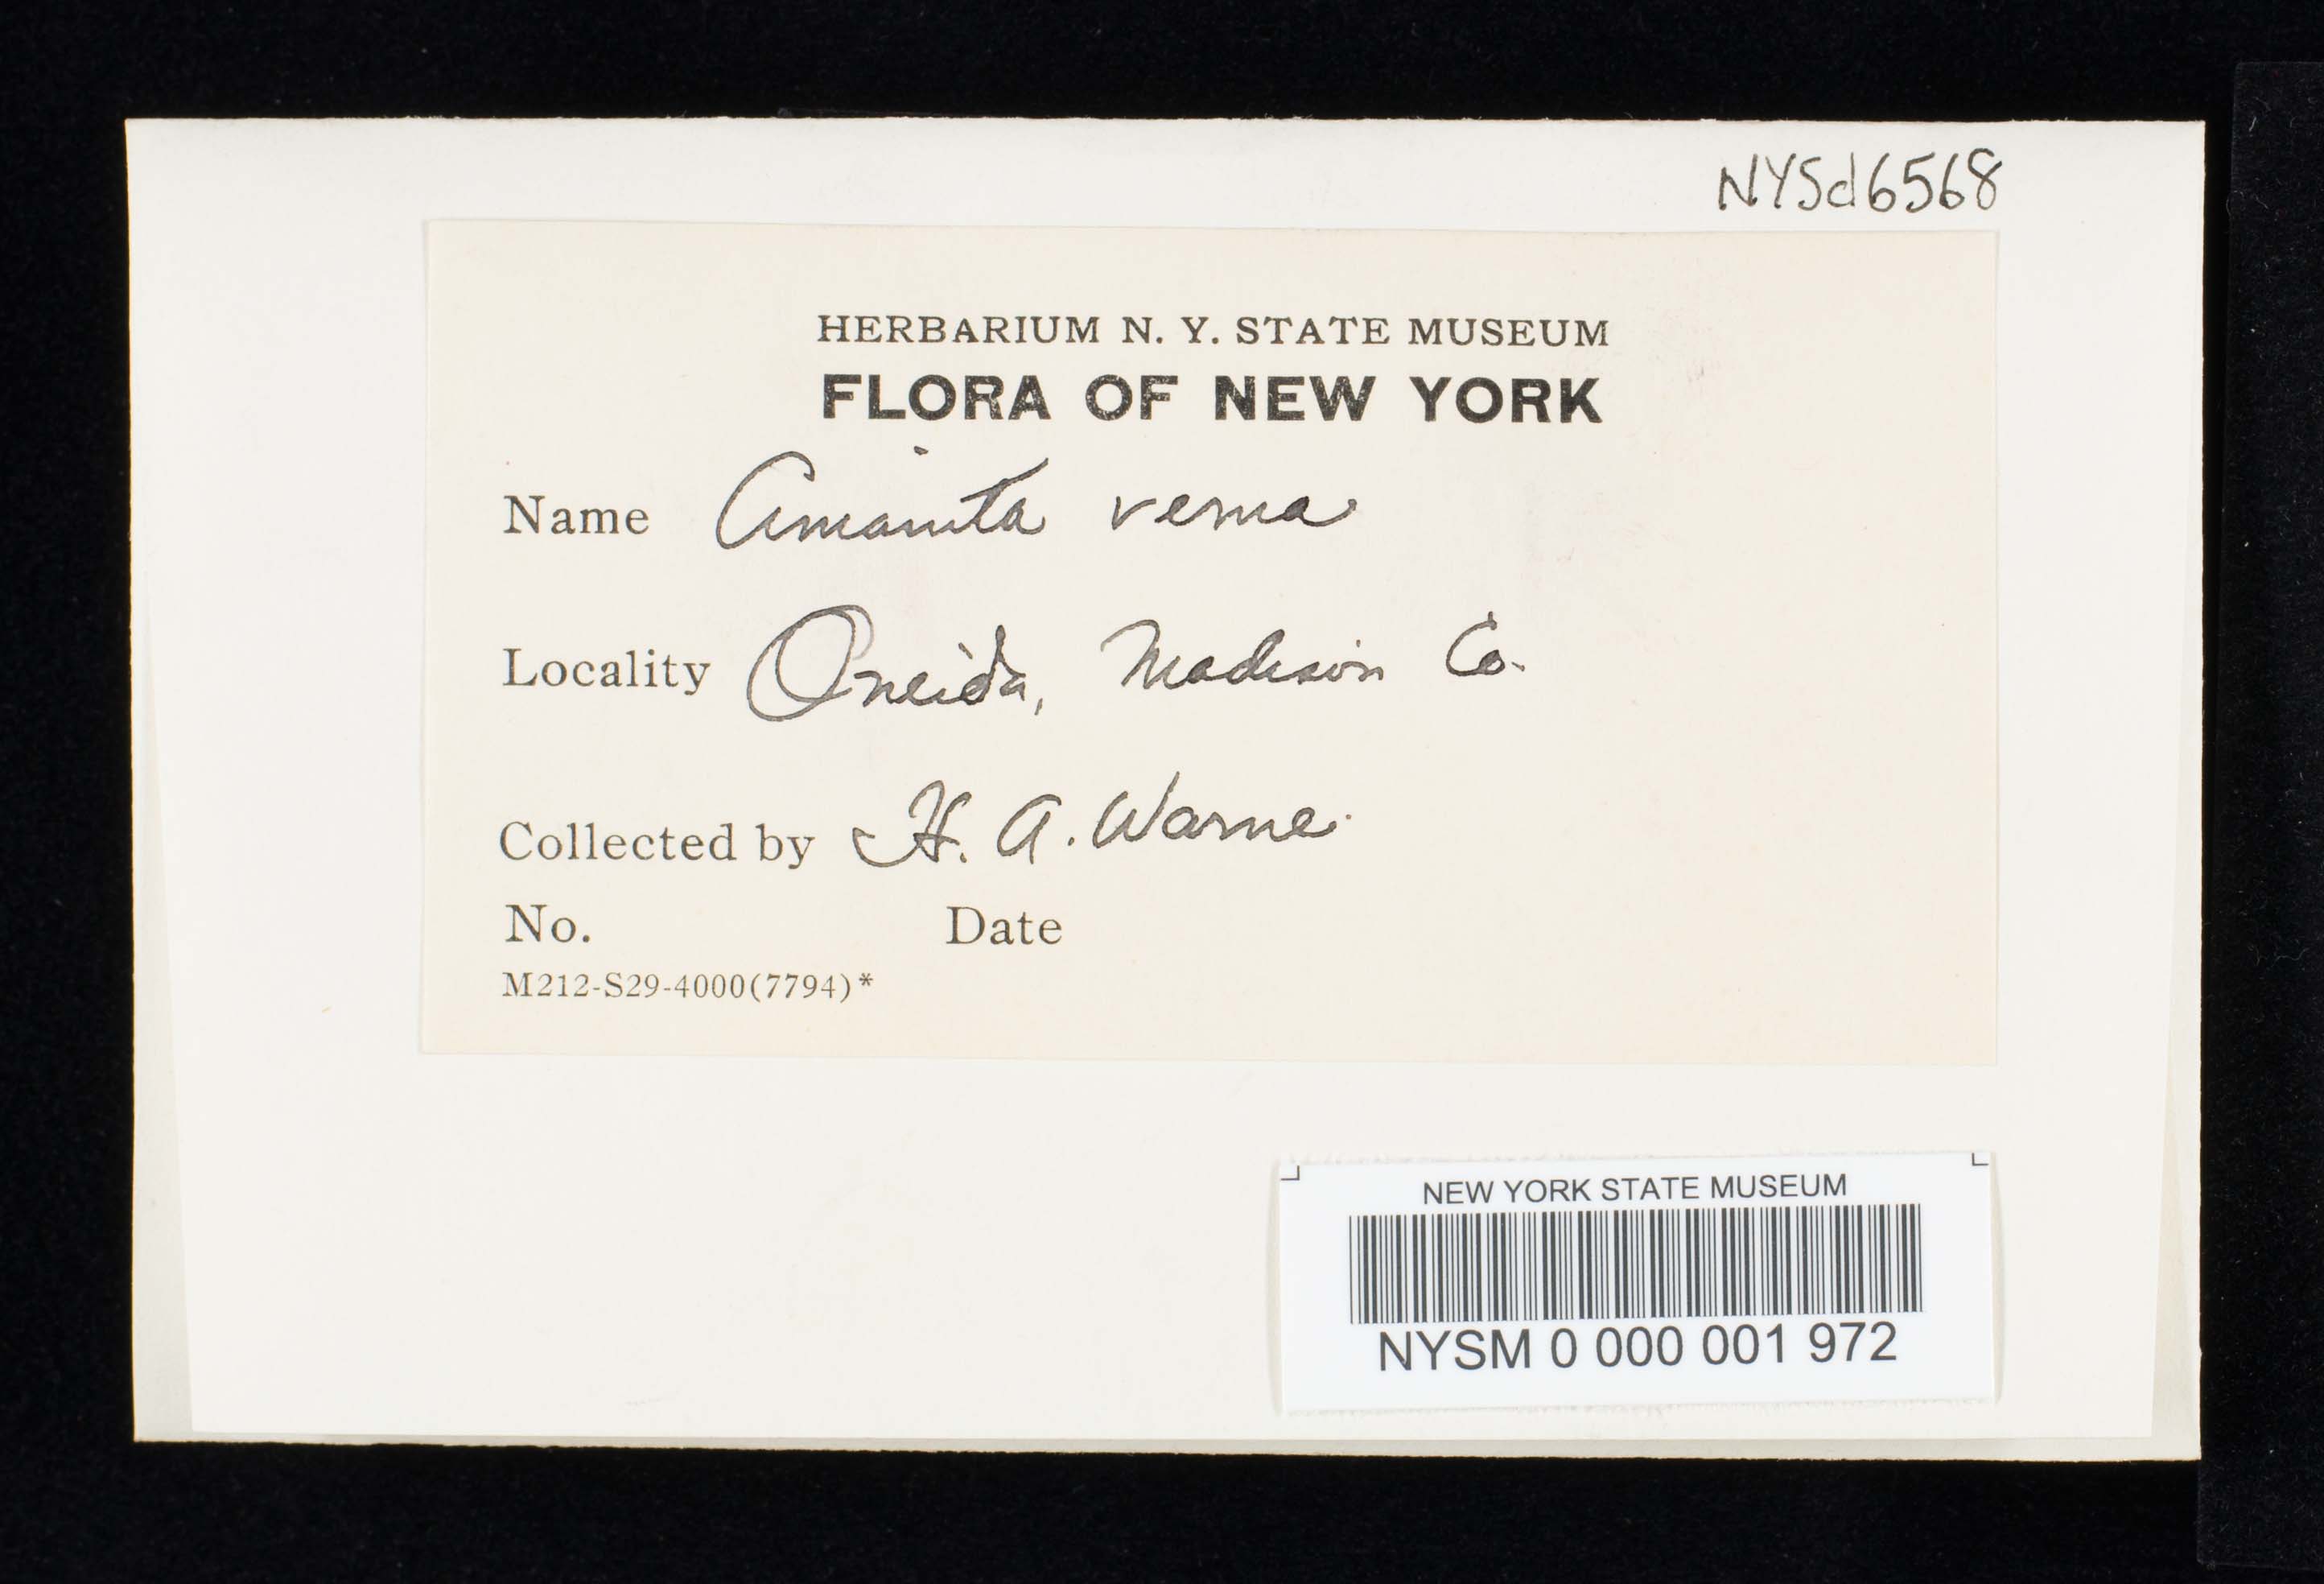 NYSd6568
HERBARIUM N. Y. STATE MUSEUM
FLORA OF NEW YORK
Name Amanita verna
Locality Oneida, Madison Co.
Collected by H. A. Warne.
No. Date
M212-S29-4000(7794)*
NEW YORK STATE MUSEUM
NYSM 0 000 001 972